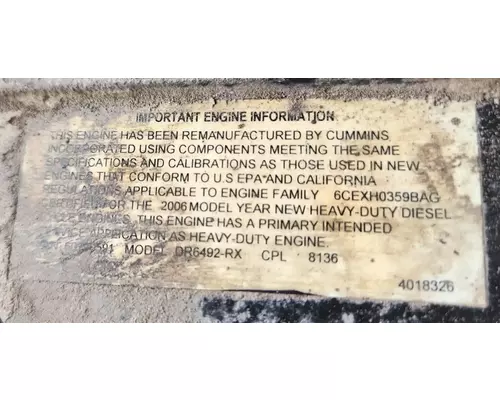 IMPORTANT ENGINE INFORMATION
THIS ENGINE HAS BEEN REMANUFACTURED BY CUMMINS
INCORPORATED USING COMPONENTS MEETING THE SAME
SPECIFICATIONS AND CALIBRATIONS AS THOSE USED IN NEW
ENGINES THAT CONFORM TO U.S EPA AND CALIFORNIA
REGULATIONS APPLICABLE TO ENGINE FAMILY 6CEXH0359BAG
CERTIFIED FOR THE 2006 MODEL YEAR NEW HEAVY-DUTY DIESEL
ENGINES. THIS ENGINE HAS A PRIMARY INTENDED
APPLICATION AS HEAVY-DUTY ENGINE.
MODEL DR6492-RX CPL 8136
4018326